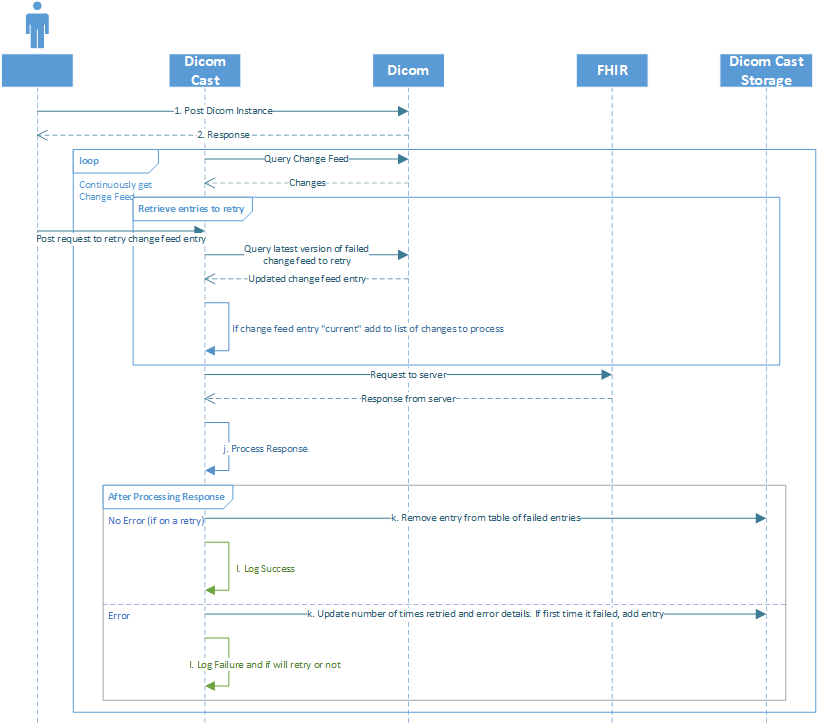 Dicom
Cast
Dicom
FHIR
Dicom Cast
Storage
1. Post Dicom Instance
2. Response
loop
Query Change Feed
Continuously get
Change Feed
Changes
Retrieve entries to retry
Post request to retry change feed entry
Query latest version of failed
change feed to retry
Updated change feed entry
If change feed entry "current" add to list of changes to process
Request to server
Response from server
j. Process Response
After Processing Response
No Error (if on a retry)
k. Remove entry from table of failed entries
l. Log Success
Error
k. Update number of times retried and error details. If first time it failed, add entry
l. Log Failure and if will retry or not